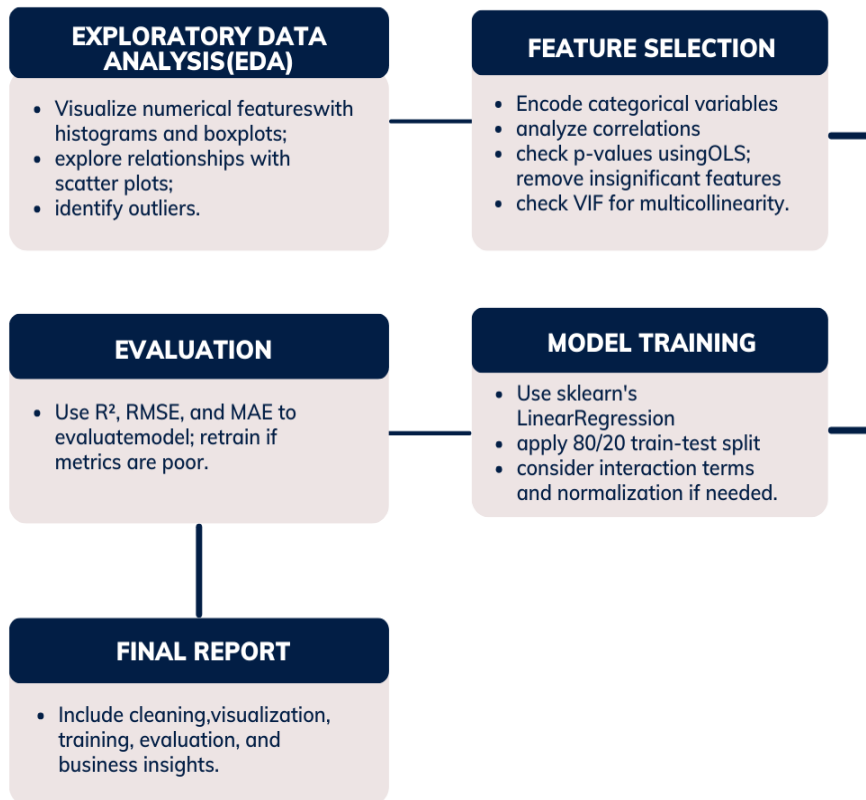 EXPLORATORY DATA
ANALYSIS(EDA)
• Visualize numerical featureswith
histograms and boxplots;
• explore relationships with
scatter plots;
• identify outliers.
FEATURE SELECTION
• Encode categorical variables
• analyze correlations
• check p-values usingOLS;
remove insignificant features
• check VIF for multicollinearity.
EVALUATION
• Use R², RMSE, and MAE to
evaluatemodel; retrain if
metrics are poor.
MODEL TRAINING
• Use sklearn's
LinearRegression
• apply 80/20 train-test split
• consider interaction terms
and normalization if needed.
FINAL REPORT
• Include cleaning,visualization,
training, evaluation, and
business insights.